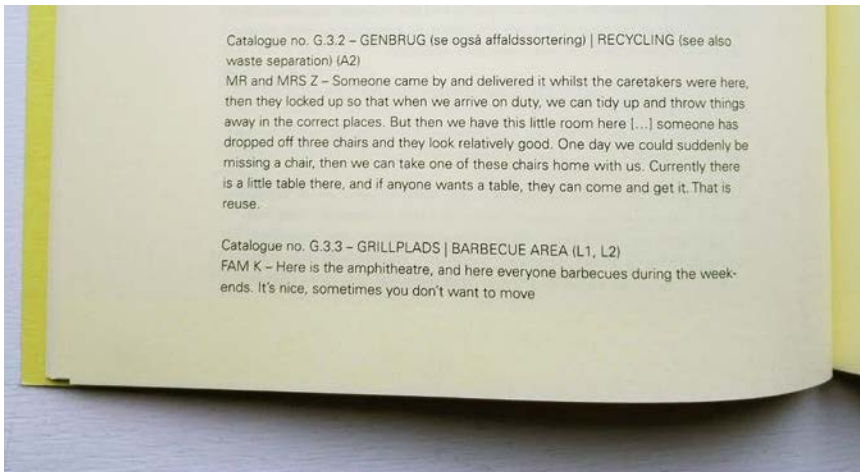 Catalogue no. G.3.2 – GENBRUG (se også affaldssortering) | RECYCLING (see also
waste separation) (A2)
MR and MRS Z – Someone came by and delivered it whilst the caretakers were here,
then they locked up so that when we arrive on duty, we can tidy up and throw things
away in the correct places. But then we have this little room here [...] someone has
dropped off three chairs and they look relatively good. One day we could suddenly be
missing a chair, then we can take one of these chairs home with us. Currently there
is a little table there, and if anyone wants a table, they can come and get it. That is
reuse.
Catalogue no. G.3.3 – GRILLPLADS | BARBECUE AREA (L1, L2)
FAM K – Here is the amphitheatre, and here everyone barbecues during the week-
ends. It's nice, sometimes you don't want to move